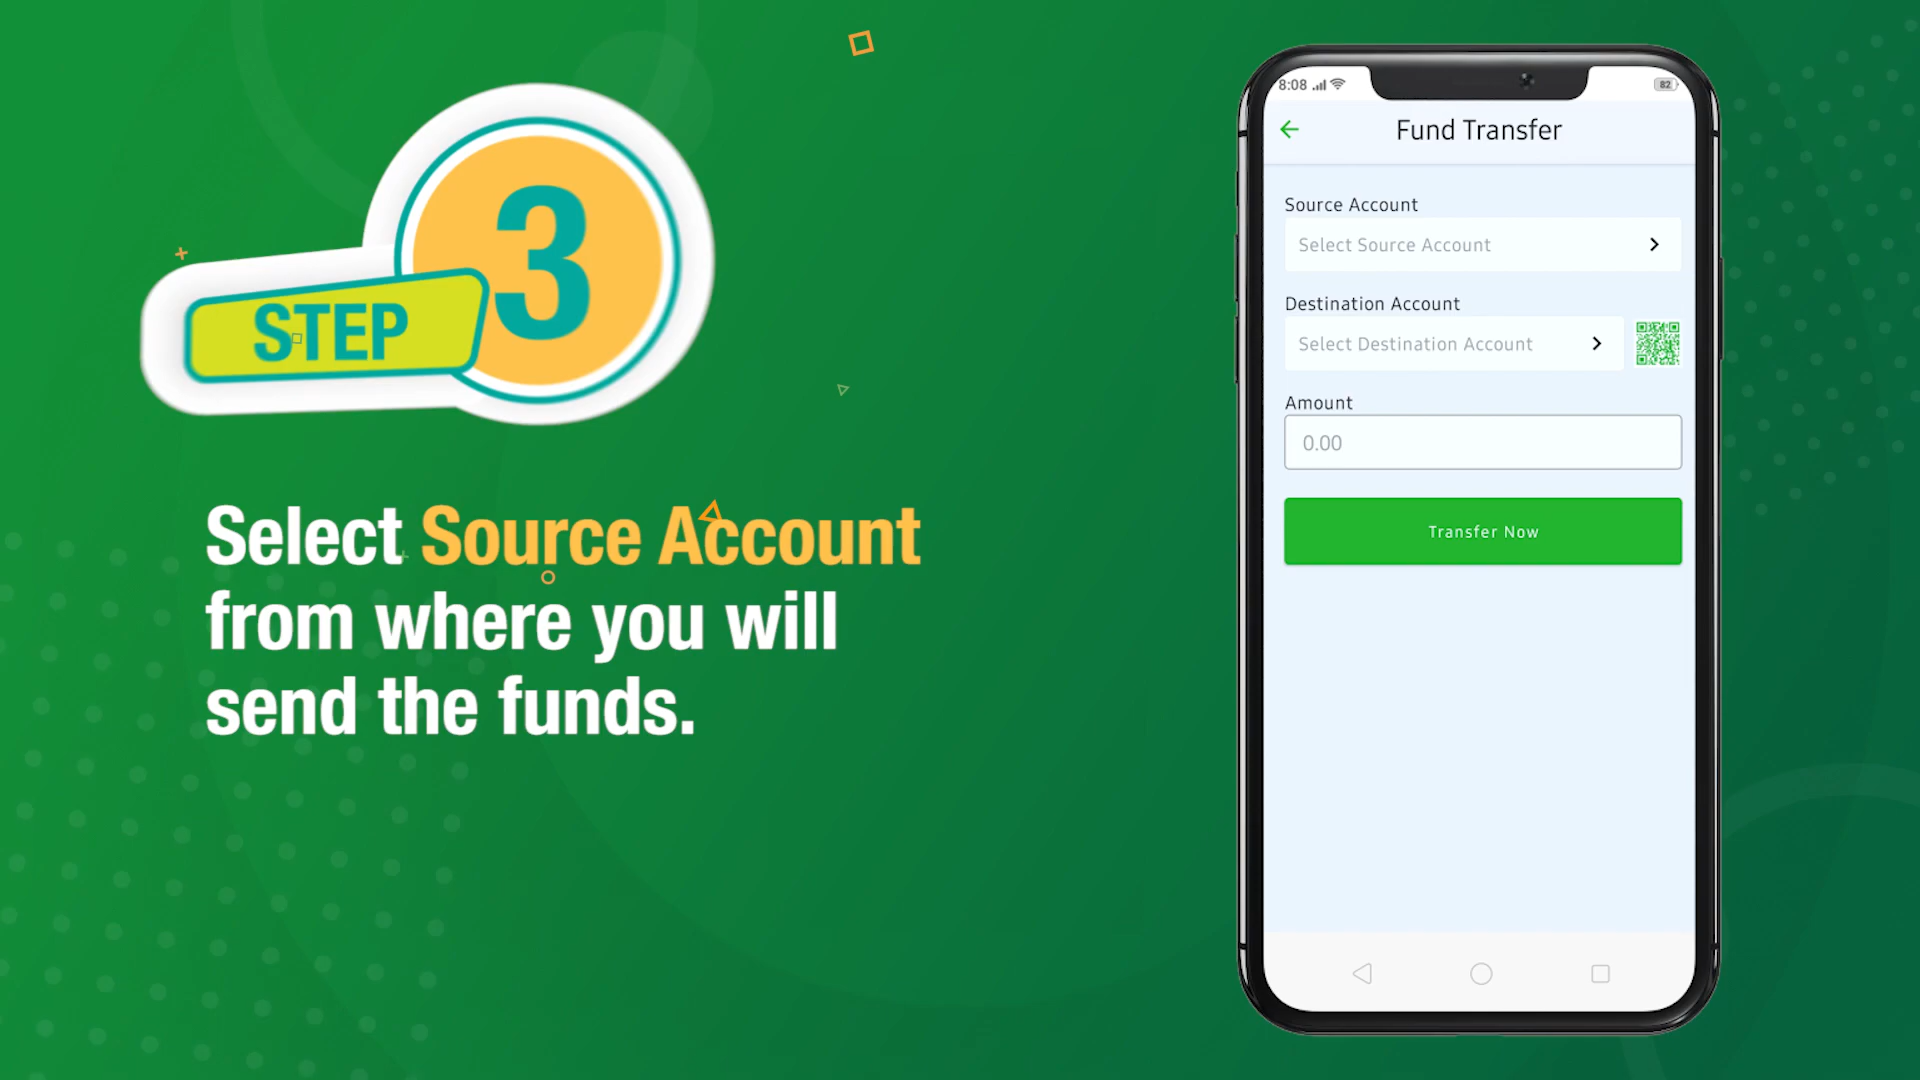 STEP 3
Select Source Account
from where you will
send the funds.
8:08
82
Fund Transfer
Source Account
Select Source Account
Destination Account
Select Destination Account
Amount
0.00
Transfer Now